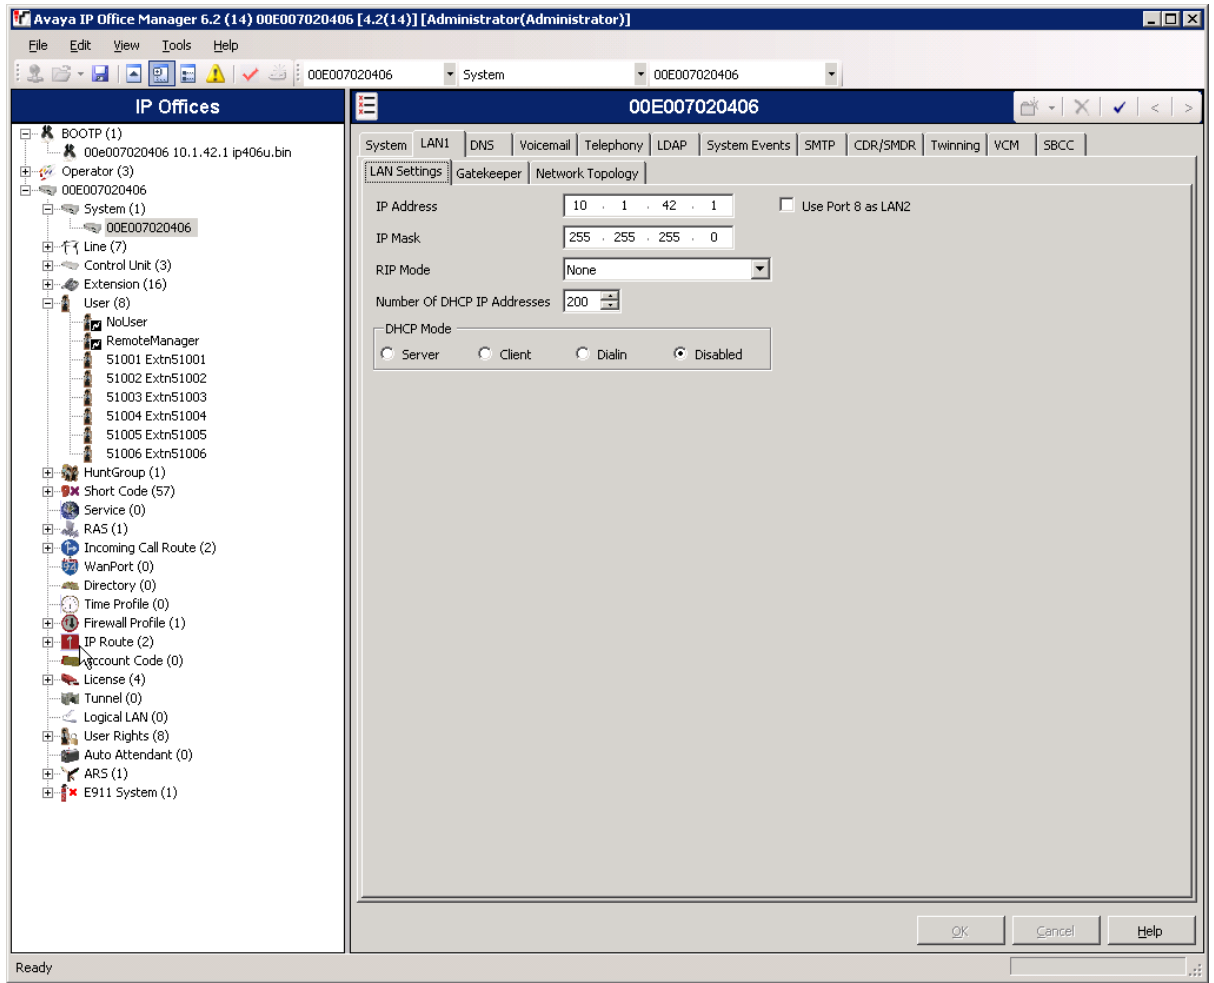 Avaya IP Office Manager 6.2 (14) 00E007020406 [4.2(14)] [Administrator(Administrator)]
File Edit View Tools Help
00E007020406 System 00E007020406
IP Offices
BOOTP (1)
00e007020406 10.1.42.1 ip406u.bin
Operator (3)
00E007020406
System (1)
00E007020406
Line (7)
Control Unit (3)
Extension (16)
User (8)
NoUser
RemoteManager
51001 Extn51001
51002 Extn51002
51003 Extn51003
51004 Extn51004
51005 Extn51005
51006 Extn51006
HuntGroup (1)
Short Code (57)
Service (0)
RAS (1)
Incoming Call Route (2)
WanPort (0)
Directory (0)
Time Profile (0)
Firewall Profile (1)
IP Route (2)
Account Code (0)
License (4)
Tunnel (0)
Logical LAN (0)
User Rights (8)
Auto Attendant (0)
ARS (1)
E911 System (1)
00E007020406
System LAN1 DNS Voicemail Telephony LDAP System Events SMTP CDR/SMDR Twinning VCM SBCC
LAN Settings Gatekeeper Network Topology
IP Address 10 . 1 . 42 . 1 Use Port 8 as LAN2
IP Mask 255 . 255 . 255 . 0
RIP Mode None
Number Of DHCP IP Addresses 200
DHCP Mode
Server Client Dialin Disabled
OK Cancel Help
Ready